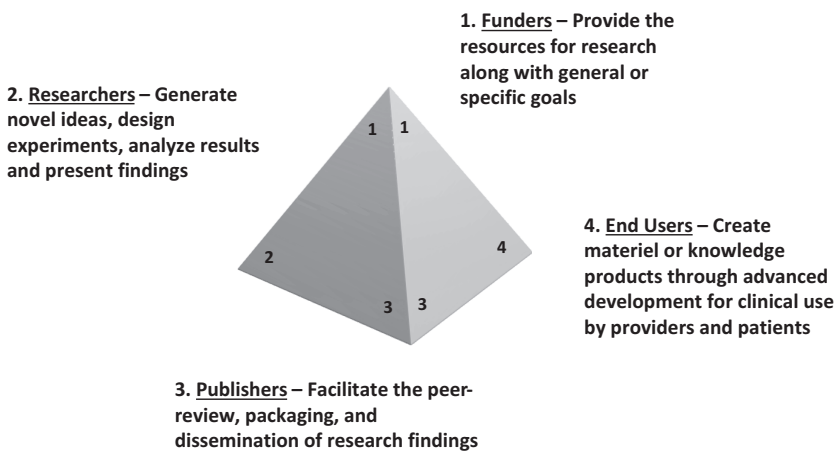 1. Funders – Provide the
resources for research
along with general or
specific goals
2. Researchers – Generate
novel ideas, design
experiments, analyze results
and present findings
1 1
2
3 3
4
4. End Users – Create
materiel or knowledge
products through advanced
development for clinical use
by providers and patients
3. Publishers – Facilitate the peer-
review, packaging, and
dissemination of research findings